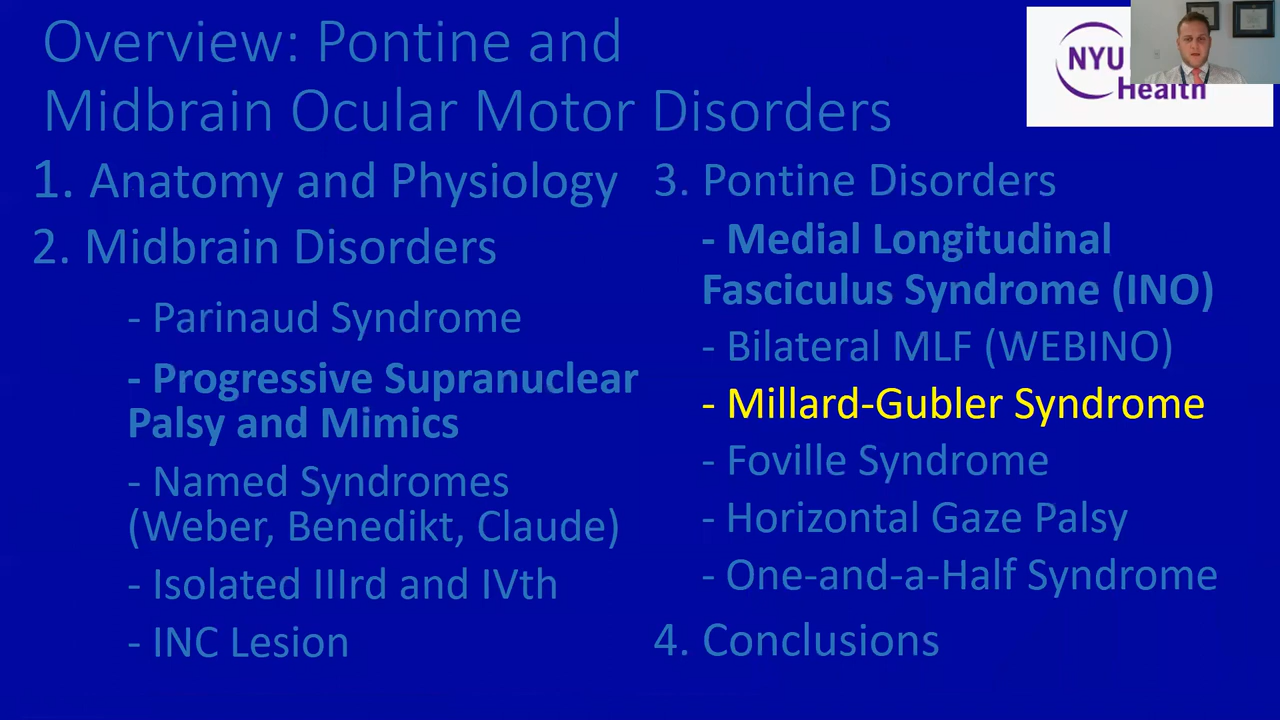 Overview: Pontine and
Midbrain Ocular Motor Disorders
NYU
Health
1. Anatomy and Physiology
2. Midbrain Disorders
- Parinaud Syndrome
- Progressive Supranuclear
Palsy and Mimics
- Named Syndromes
(Weber, Benedikt, Claude)
- Isolated IIIrd and IVth
- INC Lesion
3. Pontine Disorders
- Medial Longitudinal
Fasciculus Syndrome (INO)
- Bilateral MLF (WEBINO)
- Millard-Gubler Syndrome
- Foville Syndrome
- Horizontal Gaze Palsy
- One-and-a-Half Syndrome
4. Conclusions